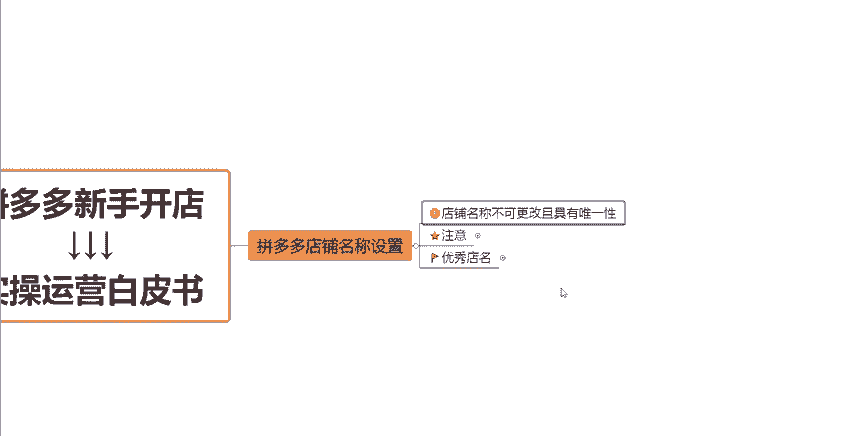 拼多多新手开店
↓↓↓
实操运营白皮书
拼多多店铺名称设置
店铺名称不可更改且具有唯一性
注意
优秀店名